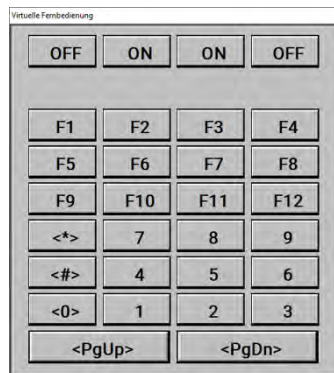 Virtuelle Fernbedienung
OFF ON ON OFF
F1 F2 F3 F4
F5 F6 F7 F8
F9 F10 F11 F12
<*> 7 8 9
<#> 4 5 6
<0> 1 2 3
<PgUp> <PgDn>